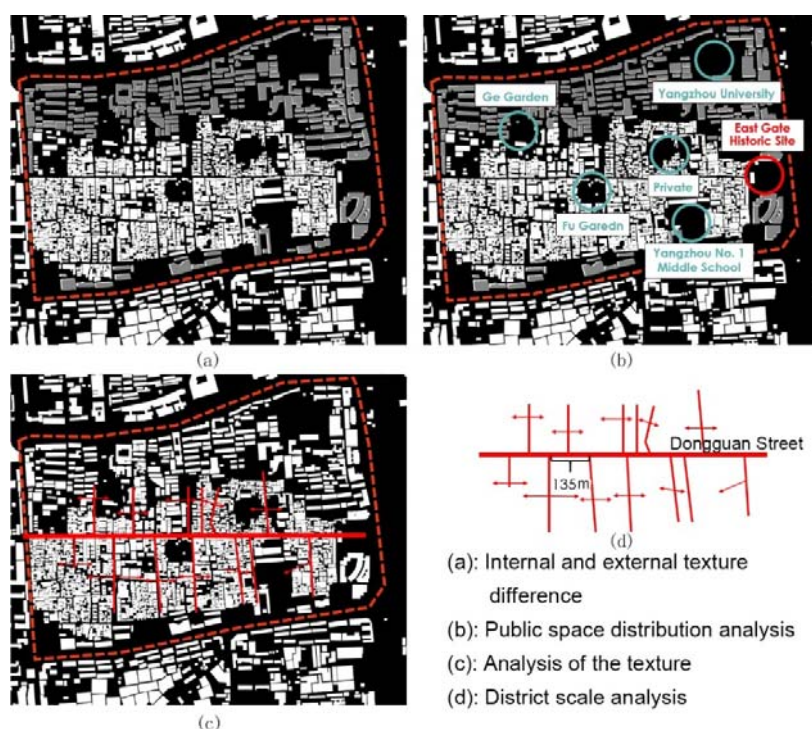 Ge Garden
Yangzhou University
East Gate
Historic Site
Private
Fu Garedn
Yangzhou No. 1
Middle School
(a)
(b)
Dongguan Street
135m
(d)
(c)
(a): Internal and external texture
difference
(b): Public space distribution analysis
(c): Analysis of the texture
(d): District scale analysis